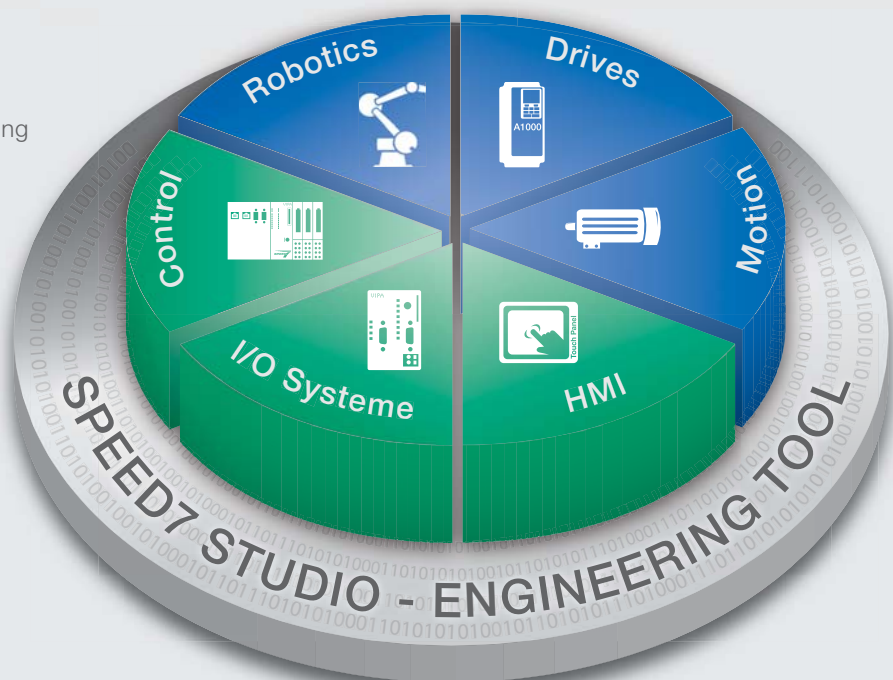 ng
Robotics
Drives
A1000
Control
Motion
VIPA
I/O Systeme
Touch Panel
HMI
SPEED7 STUDIO - ENGINEERING TOOL